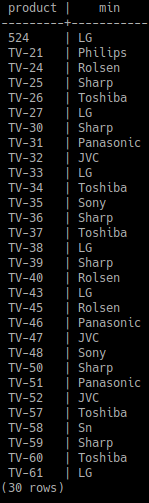 product | min
---------+-----------
524 | LG
TV-21 | Philips
TV-24 | Rolsen
TV-25 | Sharp
TV-26 | Toshiba
TV-27 | LG
TV-30 | Sharp
TV-31 | Panasonic
TV-32 | JVC
TV-33 | LG
TV-34 | Toshiba
TV-35 | Sony
TV-36 | Sharp
TV-37 | Toshiba
TV-38 | LG
TV-39 | Sharp
TV-40 | Rolsen
TV-43 | LG
TV-45 | Rolsen
TV-46 | Panasonic
TV-47 | JVC
TV-48 | Sony
TV-50 | Sharp
TV-51 | Panasonic
TV-52 | JVC
TV-57 | Toshiba
TV-58 | Sn
TV-59 | Sharp
TV-60 | Toshiba
TV-61 | LG
(30 rows)